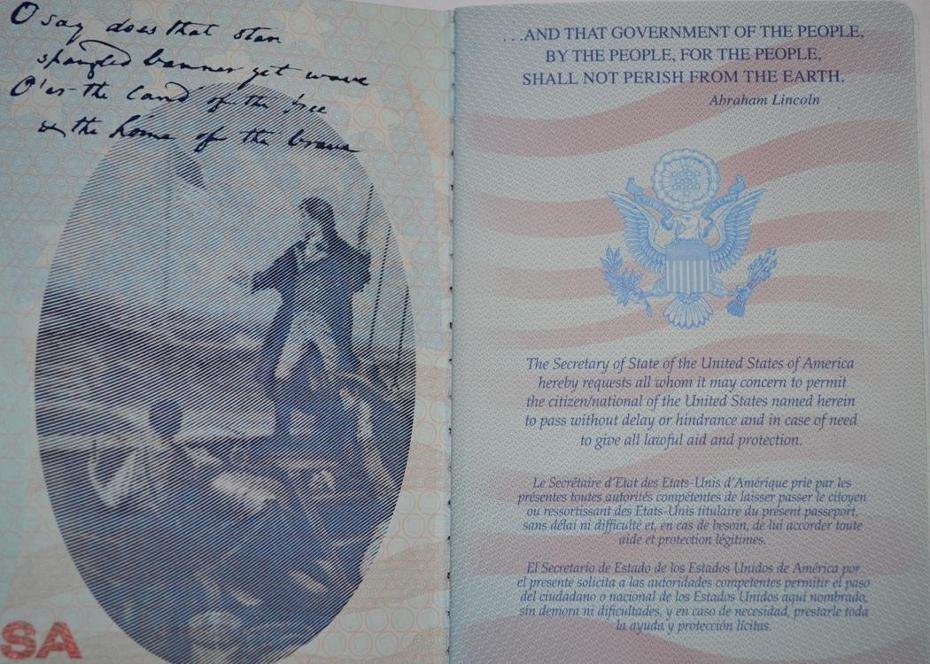 O say does that star
spangled banner yet wave
O'er the land of the free
& the home of the brave
SA
...AND THAT GOVERNMENT OF THE PEOPLE,
BY THE PEOPLE, FOR THE PEOPLE,
SHALL NOT PERISH FROM THE EARTH.
Abraham Lincoln
The Secretary of State of the United States of America
hereby requests all whom it may concern to permit
the citizen/national of the United States named herein
to pass without delay or hindrance and in case of need
to give all lawful aid and protection.
Le Secrétaire d'Etat des Etats-Unis d'Amérique prie par les
présentes toutes autorités compétentes de laisser passer le citoyen
ou ressortissant des Etats-Unis titulaire du présent passeport,
sans délai ni difficulté et, en cas de besoin, de lui accorder toute
aide et protection légitimes.
El Secretario de Estado de los Estados Unidos de América por
el presente solicita a las autoridades competentes permitir el paso
del ciudadano o nacional de los Estados Unidos aquí nombrado,
sin demora ni dificultades, y en caso de necesidad, prestarle toda
la ayuda y protección lícitas.